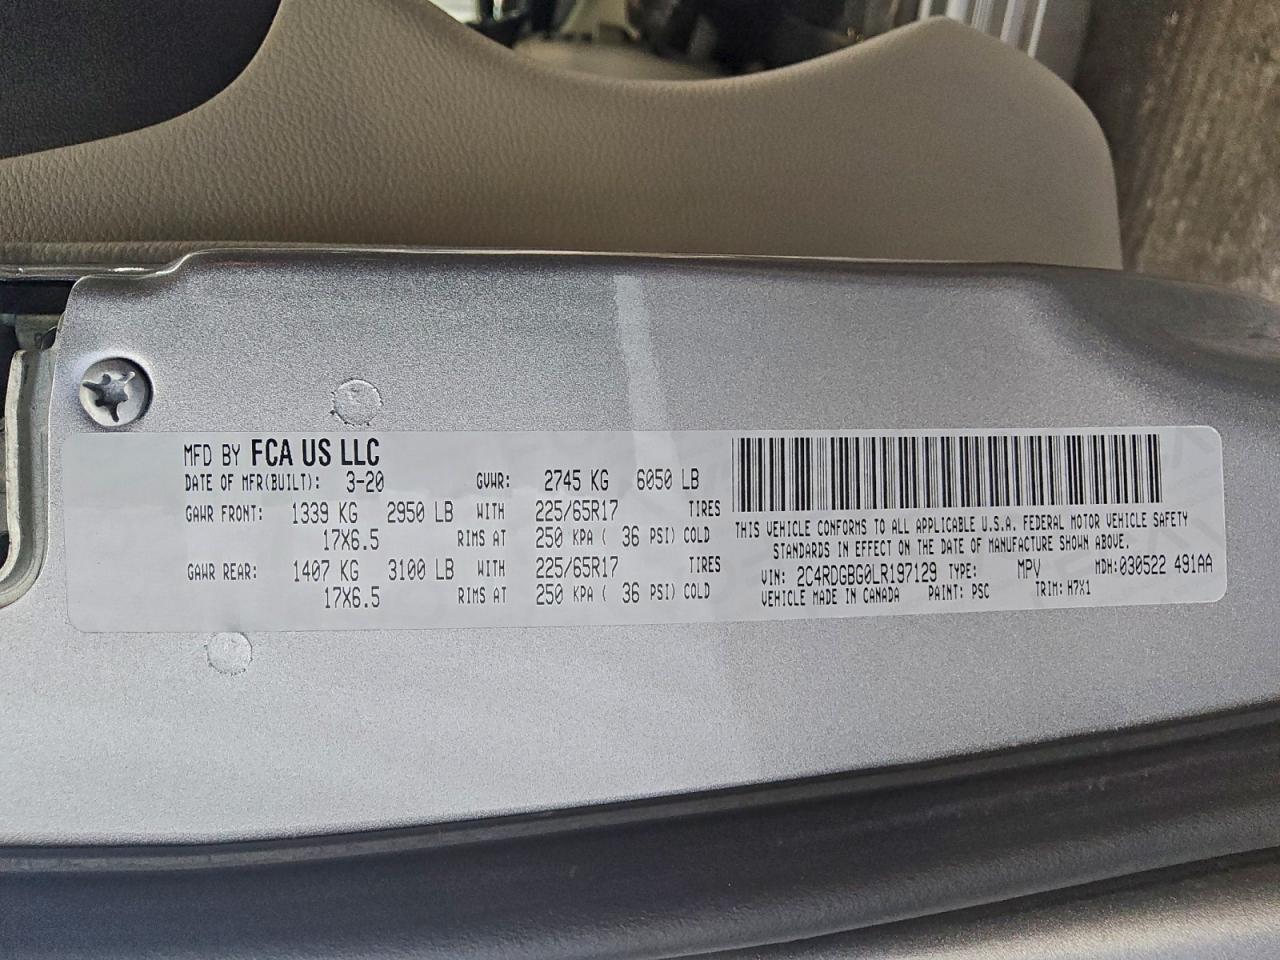 MFD BY FCA US LLC
DATE OF MFR(BUILT): 3-20 GVWR: 2745 KG 6050 LB
GAWR FRONT: 1339 KG 2950 LB WITH 225/65R17 TIRES
17X6.5 RIMS AT 250 KPA ( 36 PSI) COLD
GAWR REAR: 1407 KG 3100 LB WITH 225/65R17 TIRES
17X6.5 RIMS AT 250 KPA ( 36 PSI) COLD
THIS VEHICLE CONFORMS TO ALL APPLICABLE U.S.A. FEDERAL MOTOR VEHICLE SAFETY
STANDARDS IN EFFECT ON THE DATE OF MANUFACTURE SHOWN ABOVE.
VIN: 2C4RDGBG0LR197129 TYPE: MPV MDH:030522 491AA
VEHICLE MADE IN CANADA PAINT: PSC TRIM: H7X1